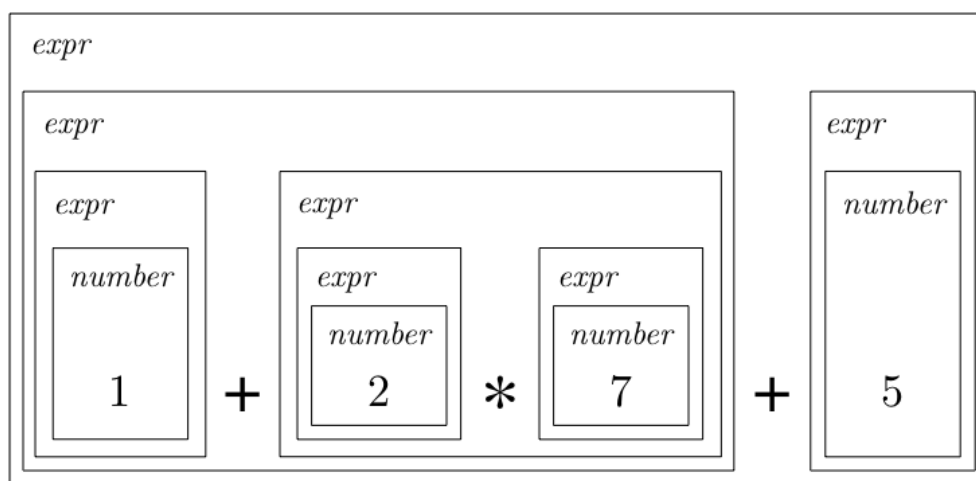 expr
expr expr
expr expr number
number expr expr
number number
1 + 2 * 7 + 5